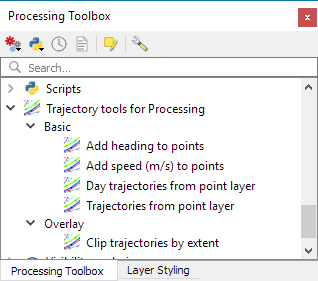 Processing Toolbox
x
Search...
Scripts
Trajectory tools for Processing
Basic
Add heading to points
Add speed (m/s) to points
Day trajectories from point layer
Trajectories from point layer
Overlay
Clip trajectories by extent
Processing Toolbox Layer Styling